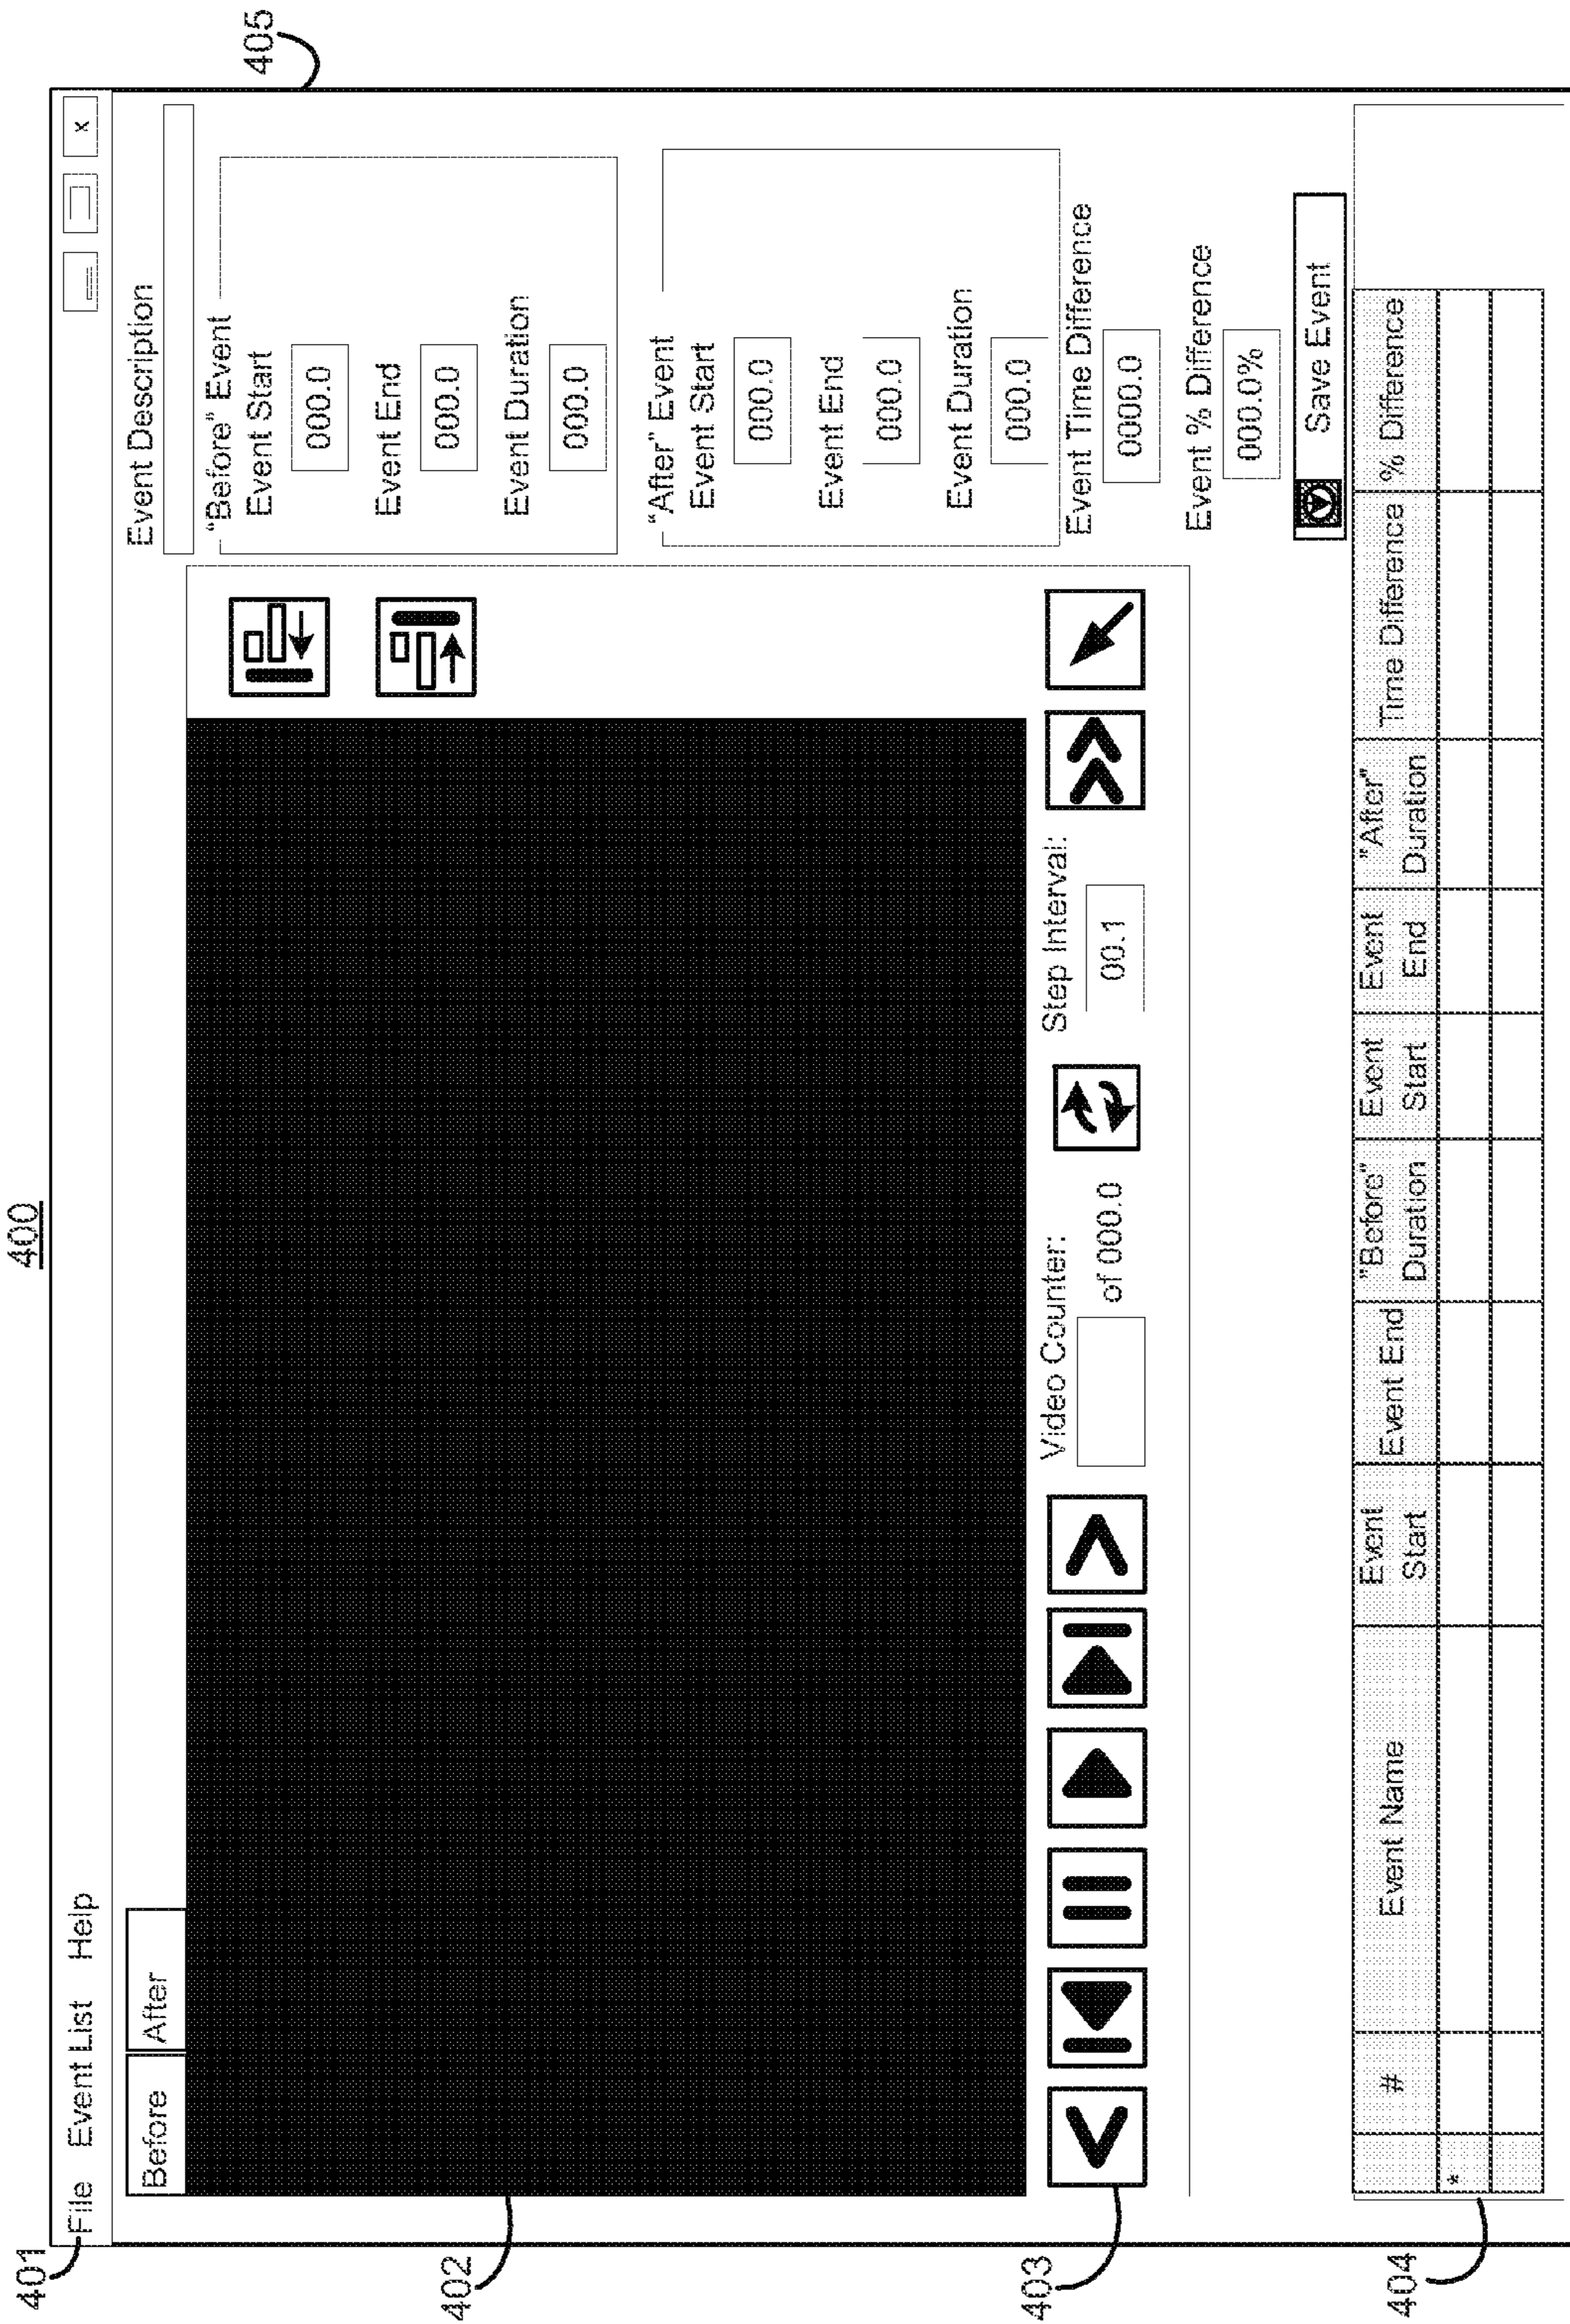 400
401
File Event List Help
x
405
Before After
Event Description
"Before" Event
Event Start
000.0
Event End
000.0
Event Duration
000.0
"After" Event
Event Start
000.0
Event End
000.0
Event Duration
000.0
Event Time Difference
0000.0
Event % Difference
000.0%
Save Event
402
403
Video Counter:
of 000.0
Step Interval:
00.1
404
# Event Name Event Start Event End "Before" Duration Event Start Event End "After" Duration Time Difference % Difference
*